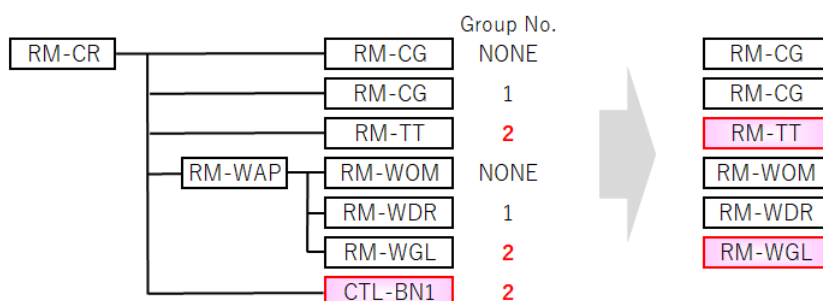 Group No.
RM-CR RM-CG NONE RM-CG
RM-CG 1 RM-CG
RM-TT 2 RM-TT
RM-WAP RM-WOM NONE RM-WOM
RM-WDR 1 RM-WDR
RM-WGL 2 RM-WGL
CTL-BN1 2